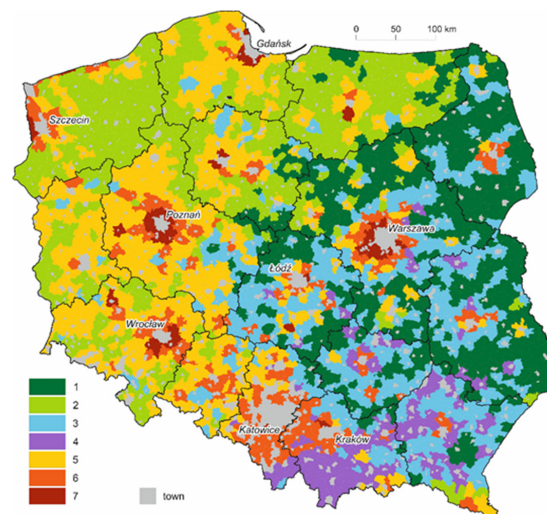 0 50 100 km
Gdańsk
Szczecin
Poznań
Warszawa
Łódź
Wrocław
Katowice
Kraków
1
2
3
4
5
6
7
town